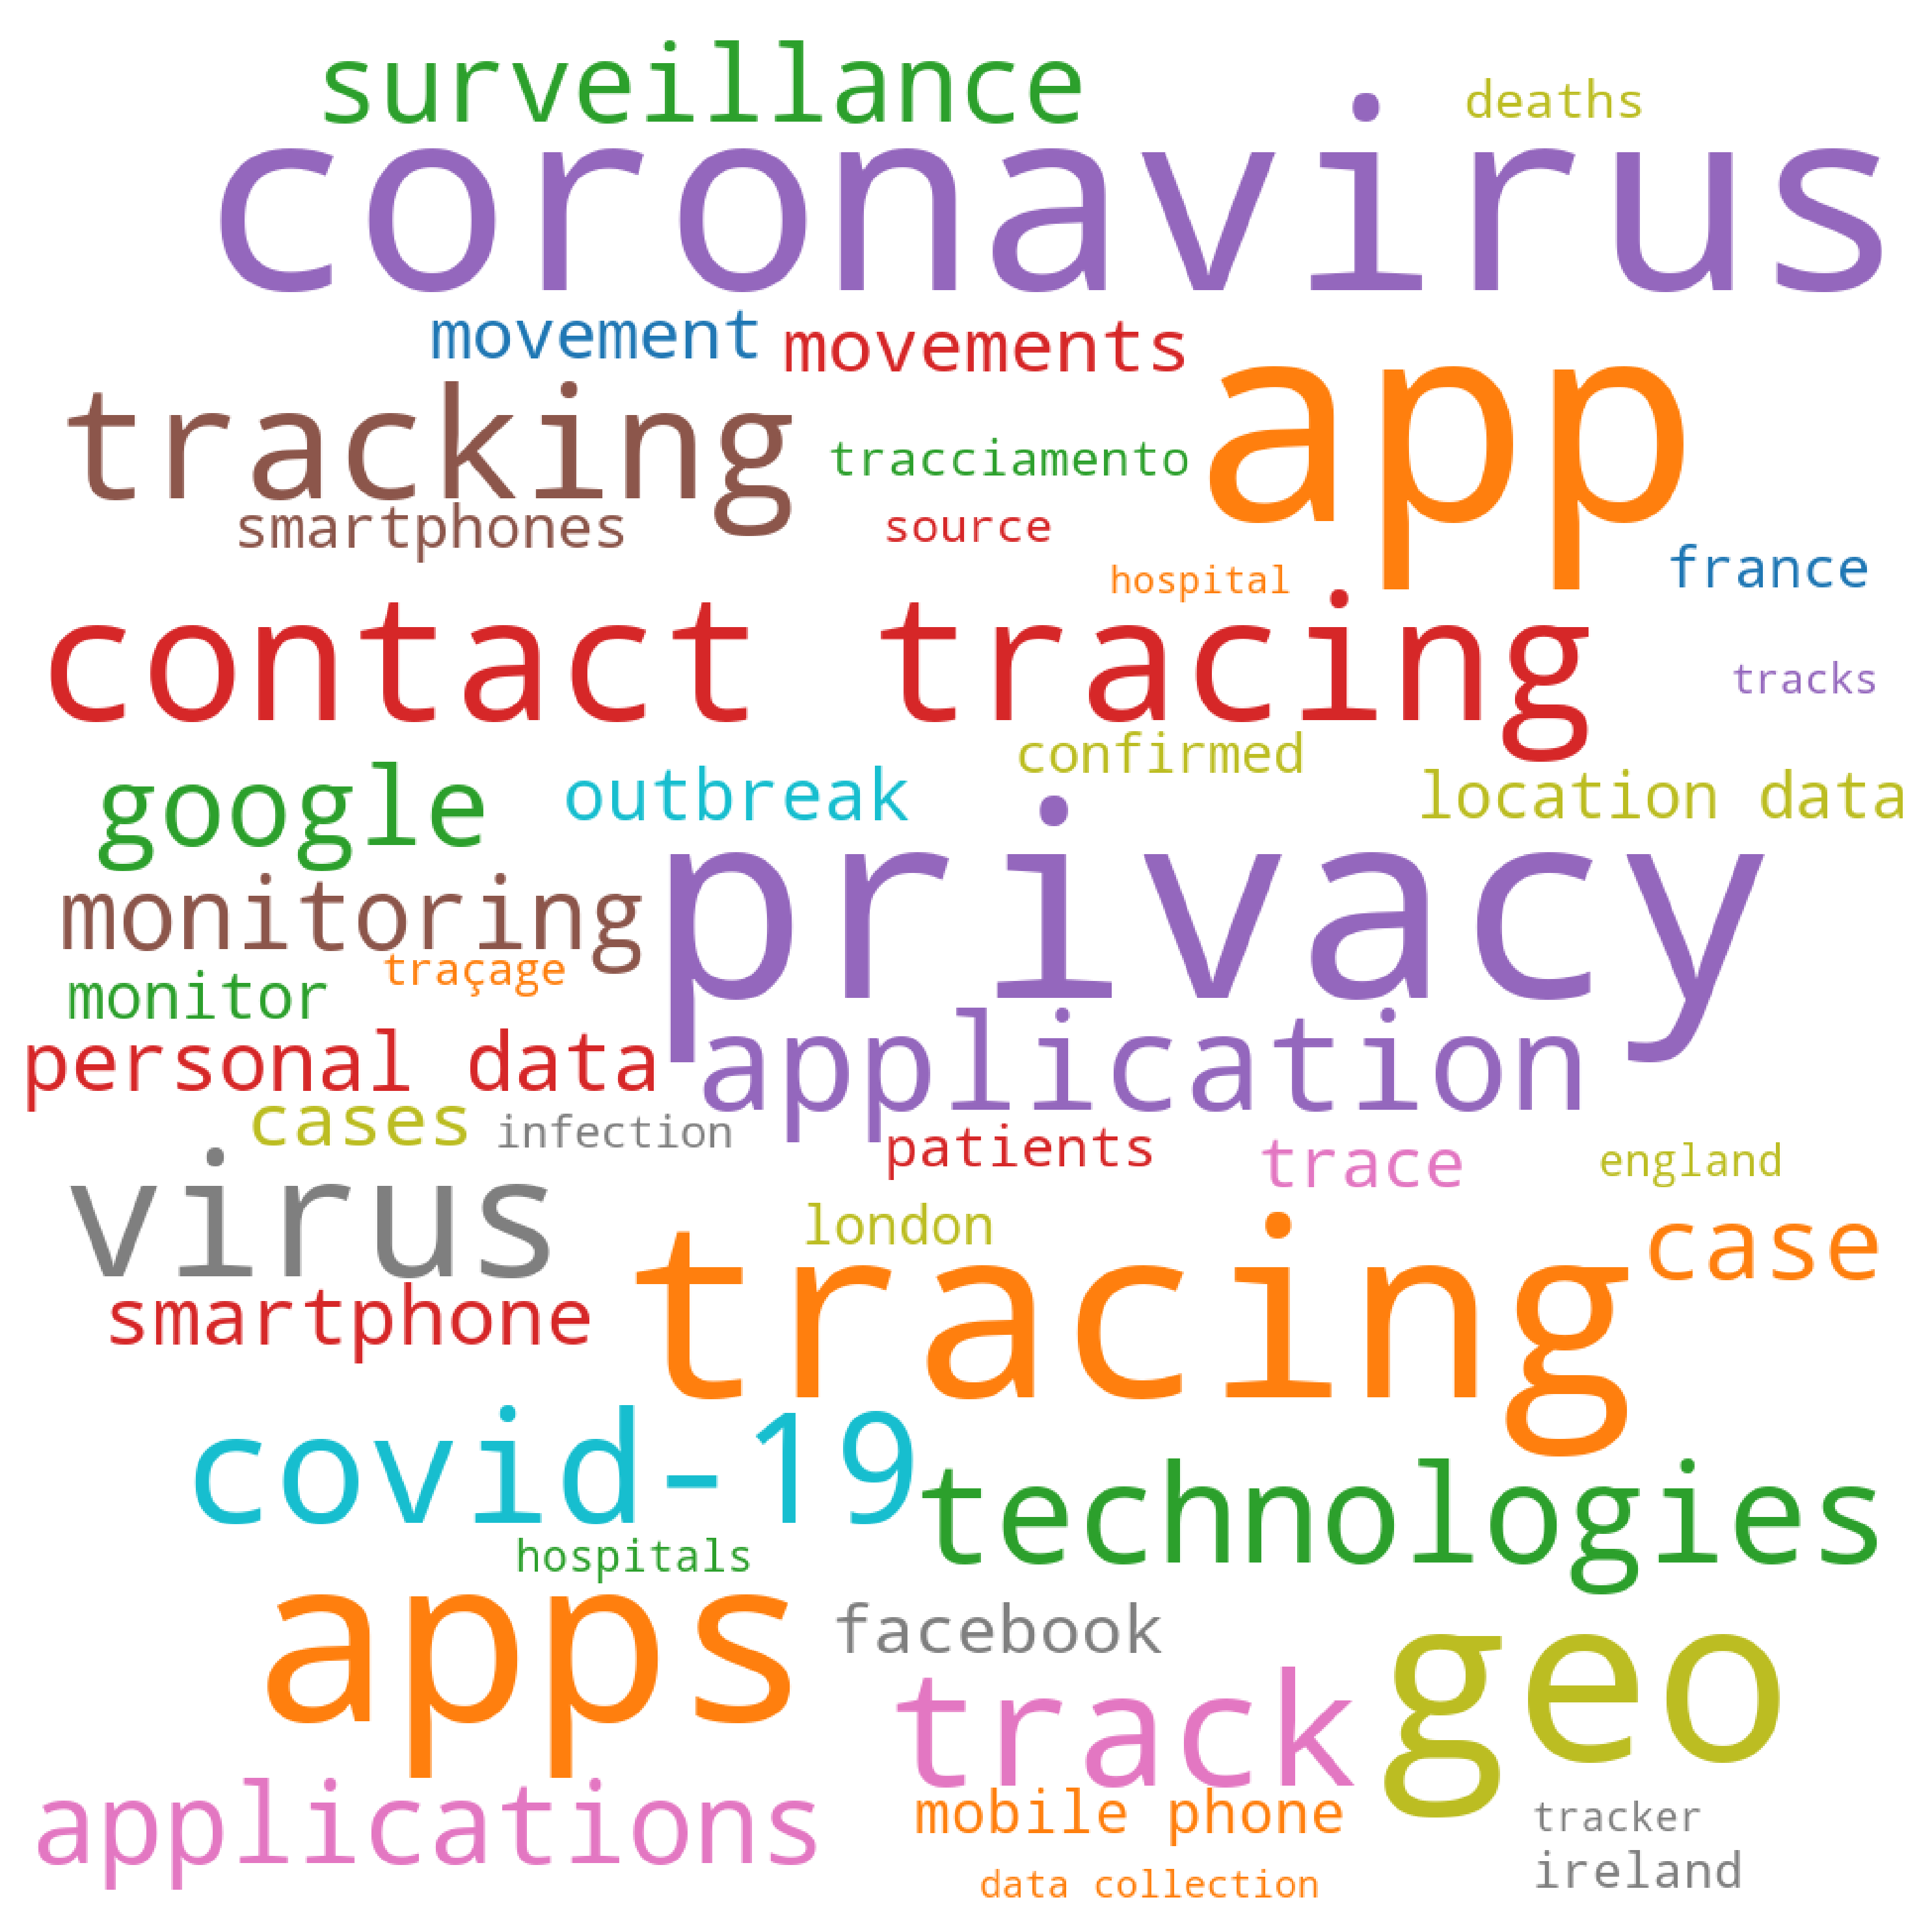 surveillance
deaths
coronavirus
movement
movements
app
tracking
tracciamento
smartphones
source
france
hospital
contact tracing
tracks
confirmed
google
outbreak
location data
privacy
monitoring
traçage
monitor
personal data
application
cases
infection
patients
trace
england
virus
london
case
tracing
smartphone
covid-19
technologies
hospitals
apps
facebook
geo
track
applications
mobile phone
tracker
ireland
data collection